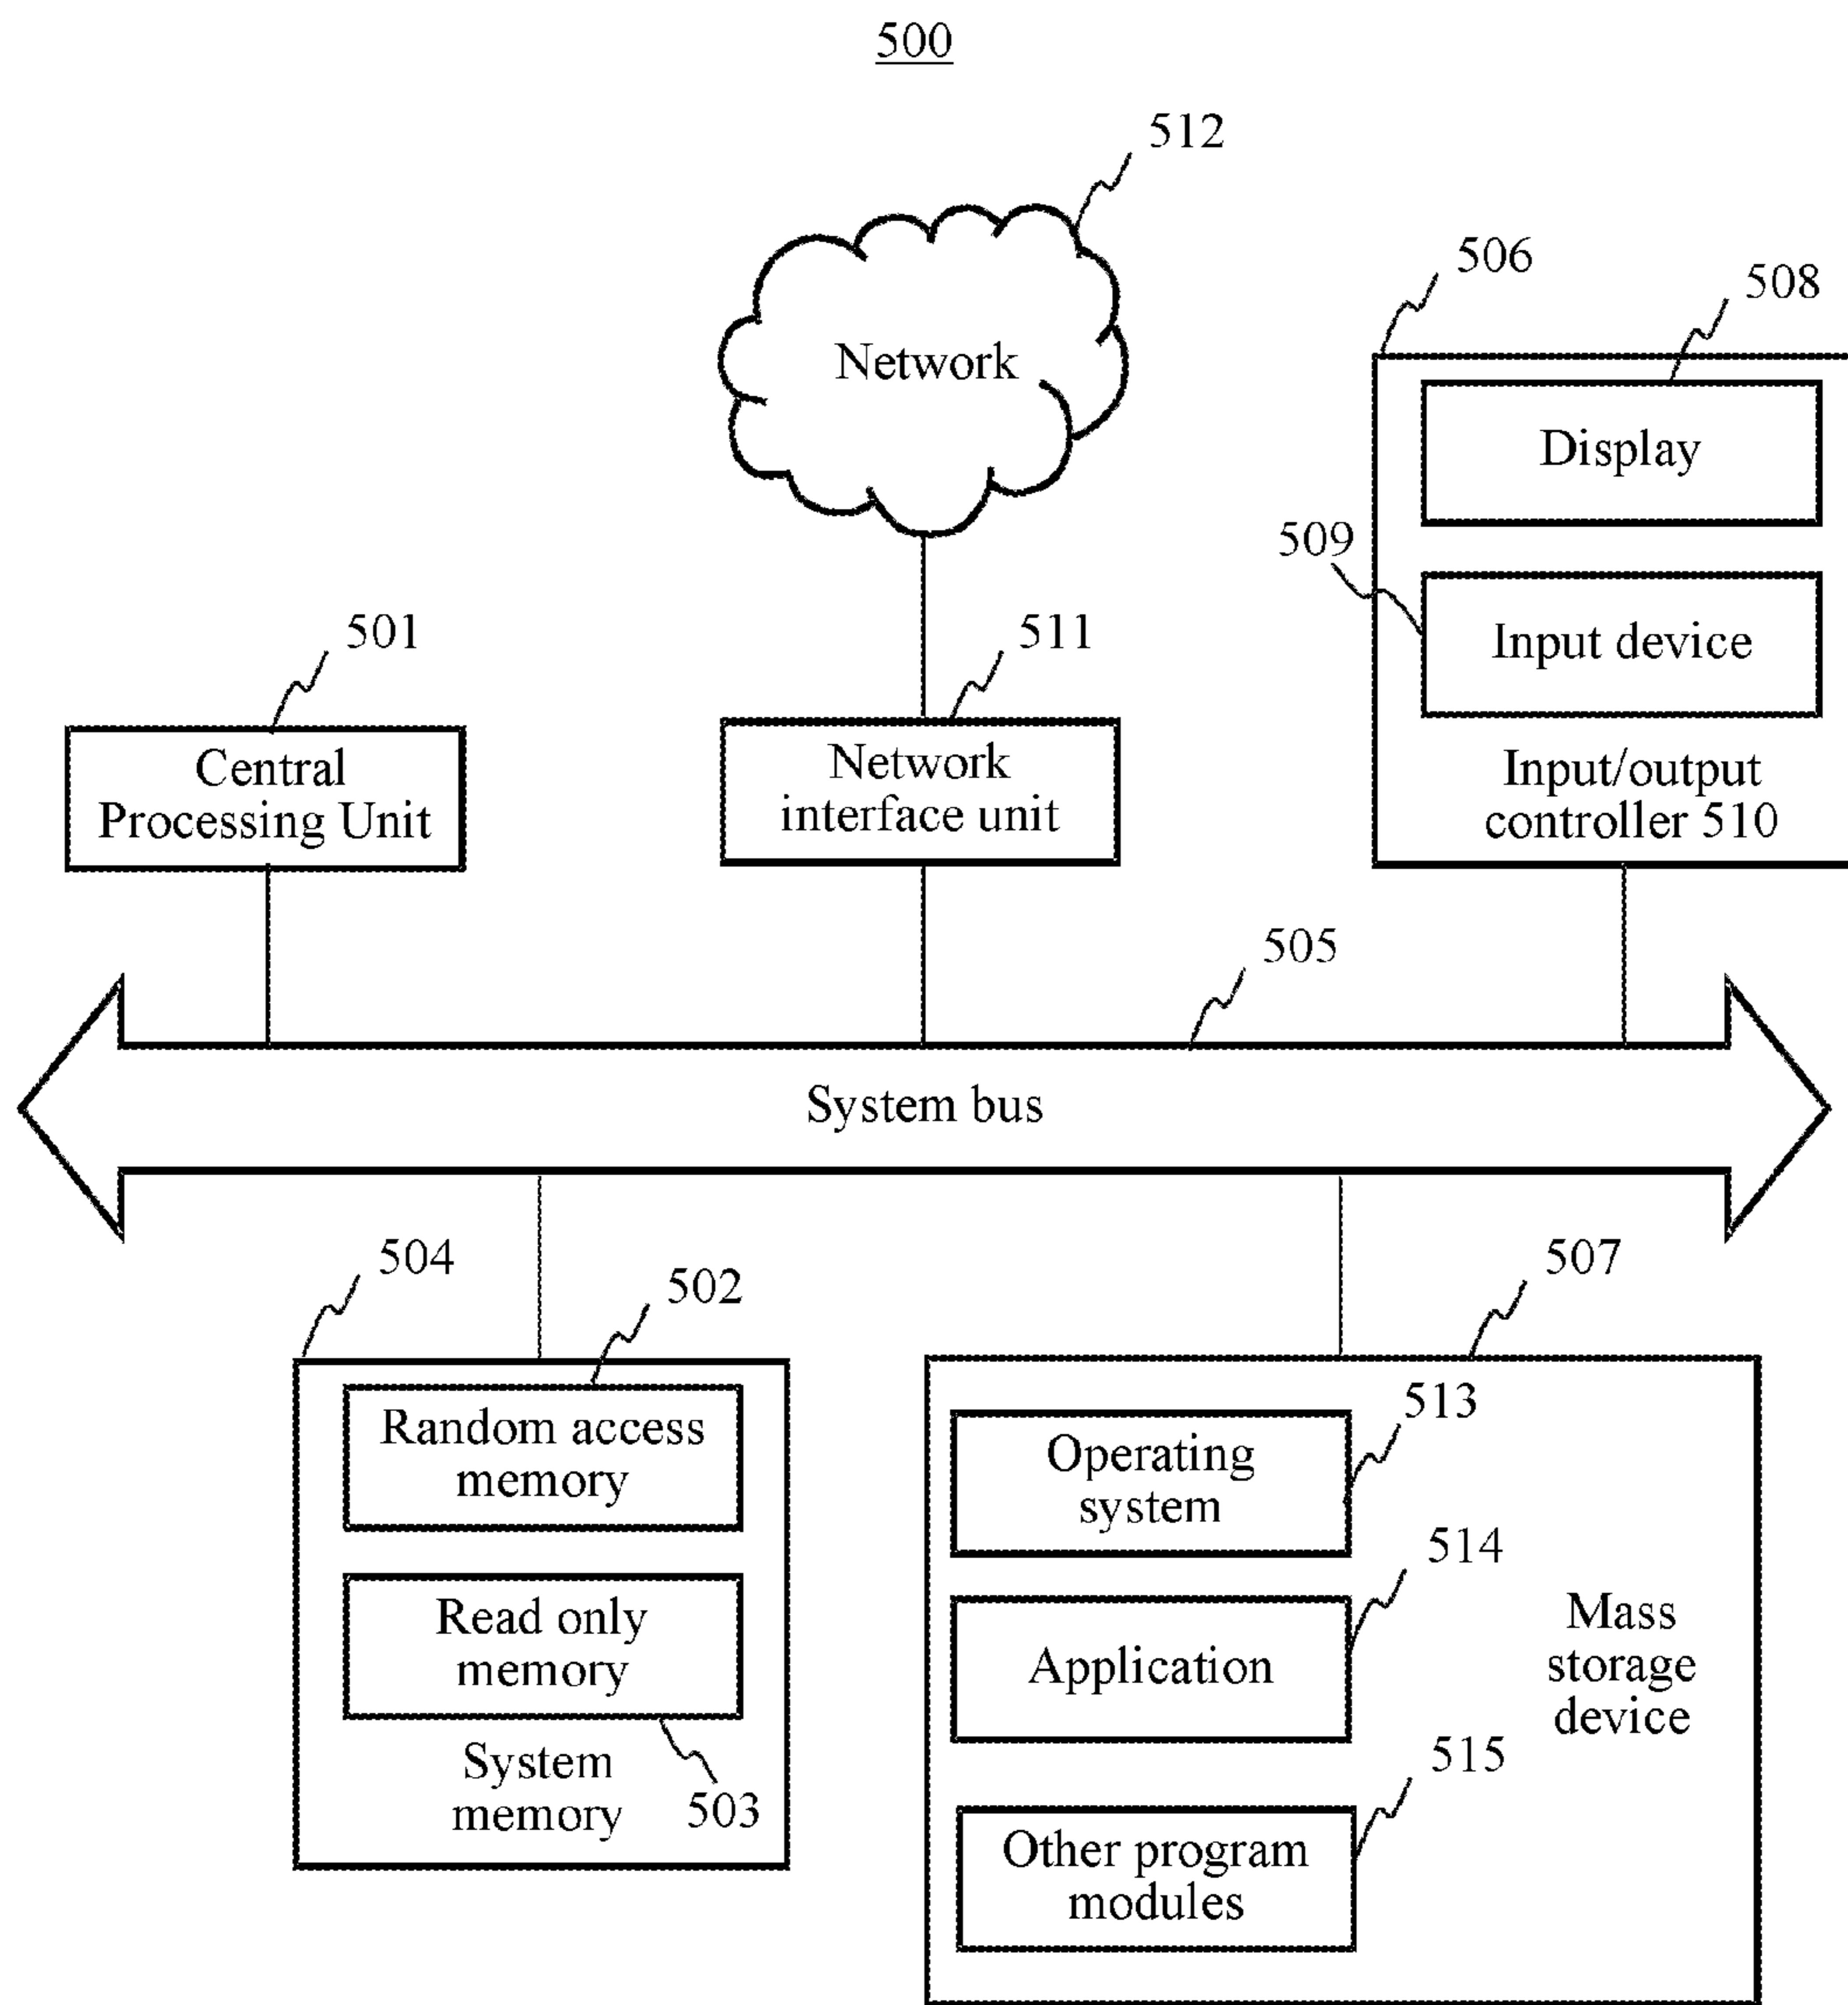 500
512
Network
506
508
Display
509
Input device
Input/output
controller 510
501
Central
Processing Unit
511
Network
interface unit
505
System bus
504
502
Random access
memory
Read only
memory
System
memory
503
507
513
Operating
system
514
Application
Mass
storage
device
515
Other program
modules